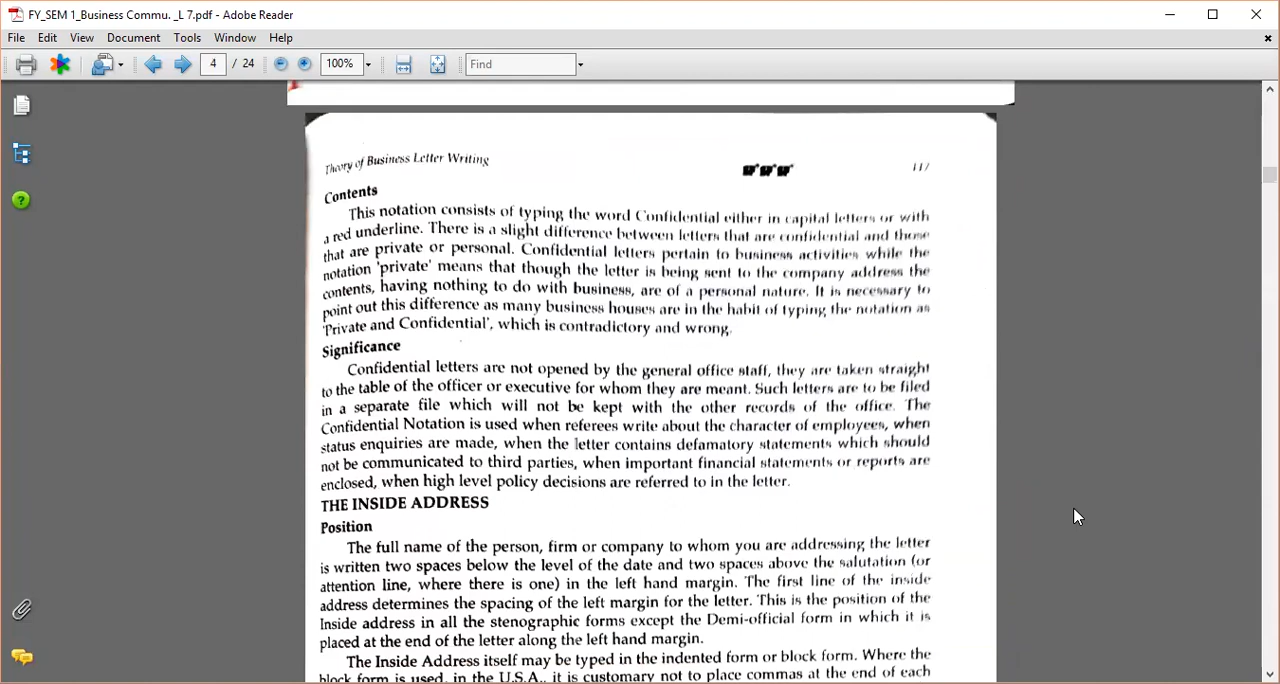 FY_SEM 1_Business Commu. _L 7.pdf - Adobe Reader
File Edit View Document Tools Window Help
4 / 24 100% Find
Theory of Business Letter Writing 117
Contents
This notation consists of typing the word Confidential either in capital letters or with
a red underline. There is a slight difference between letters that are confidential and those
that are private or personal. Confidential letters pertain to business activities while the
notation 'private' means that though the letter is being sent to the company address the
contents, having nothing to do with business, are of a personal nature. It is necessary to
point out this difference as many business houses are in the habit of typing the notation as
'Private and Confidential', which is contradictory and wrong.
Significance
Confidential letters are not opened by the general office staff, they are taken straight
to the table of the officer or executive for whom they are meant. Such letters are to be filed
in a separate file which will not be kept with the other records of the office. The
Confidential Notation is used when referees write about the character of employees, when
status enquiries are made, when the letter contains defamatory statements which should
not be communicated to third parties, when important financial statements or reports are
enclosed, when high level policy decisions are referred to in the letter.
THE INSIDE ADDRESS
Position
The full name of the person, firm or company to whom you are addressing the letter
is written two spaces below the level of the date and two spaces above the salutation (or
attention line, where there is one) in the left hand margin. The first line of the inside
address determines the spacing of the left margin for the letter. This is the position of the
Inside address in all the stenographic forms except the Demi-official form in which it is
placed at the end of the letter along the left hand margin.
The Inside Address itself may be typed in the indented form or block form. Where the
block form is used, in the U.S.A., it is customary not to place commas at the end of each